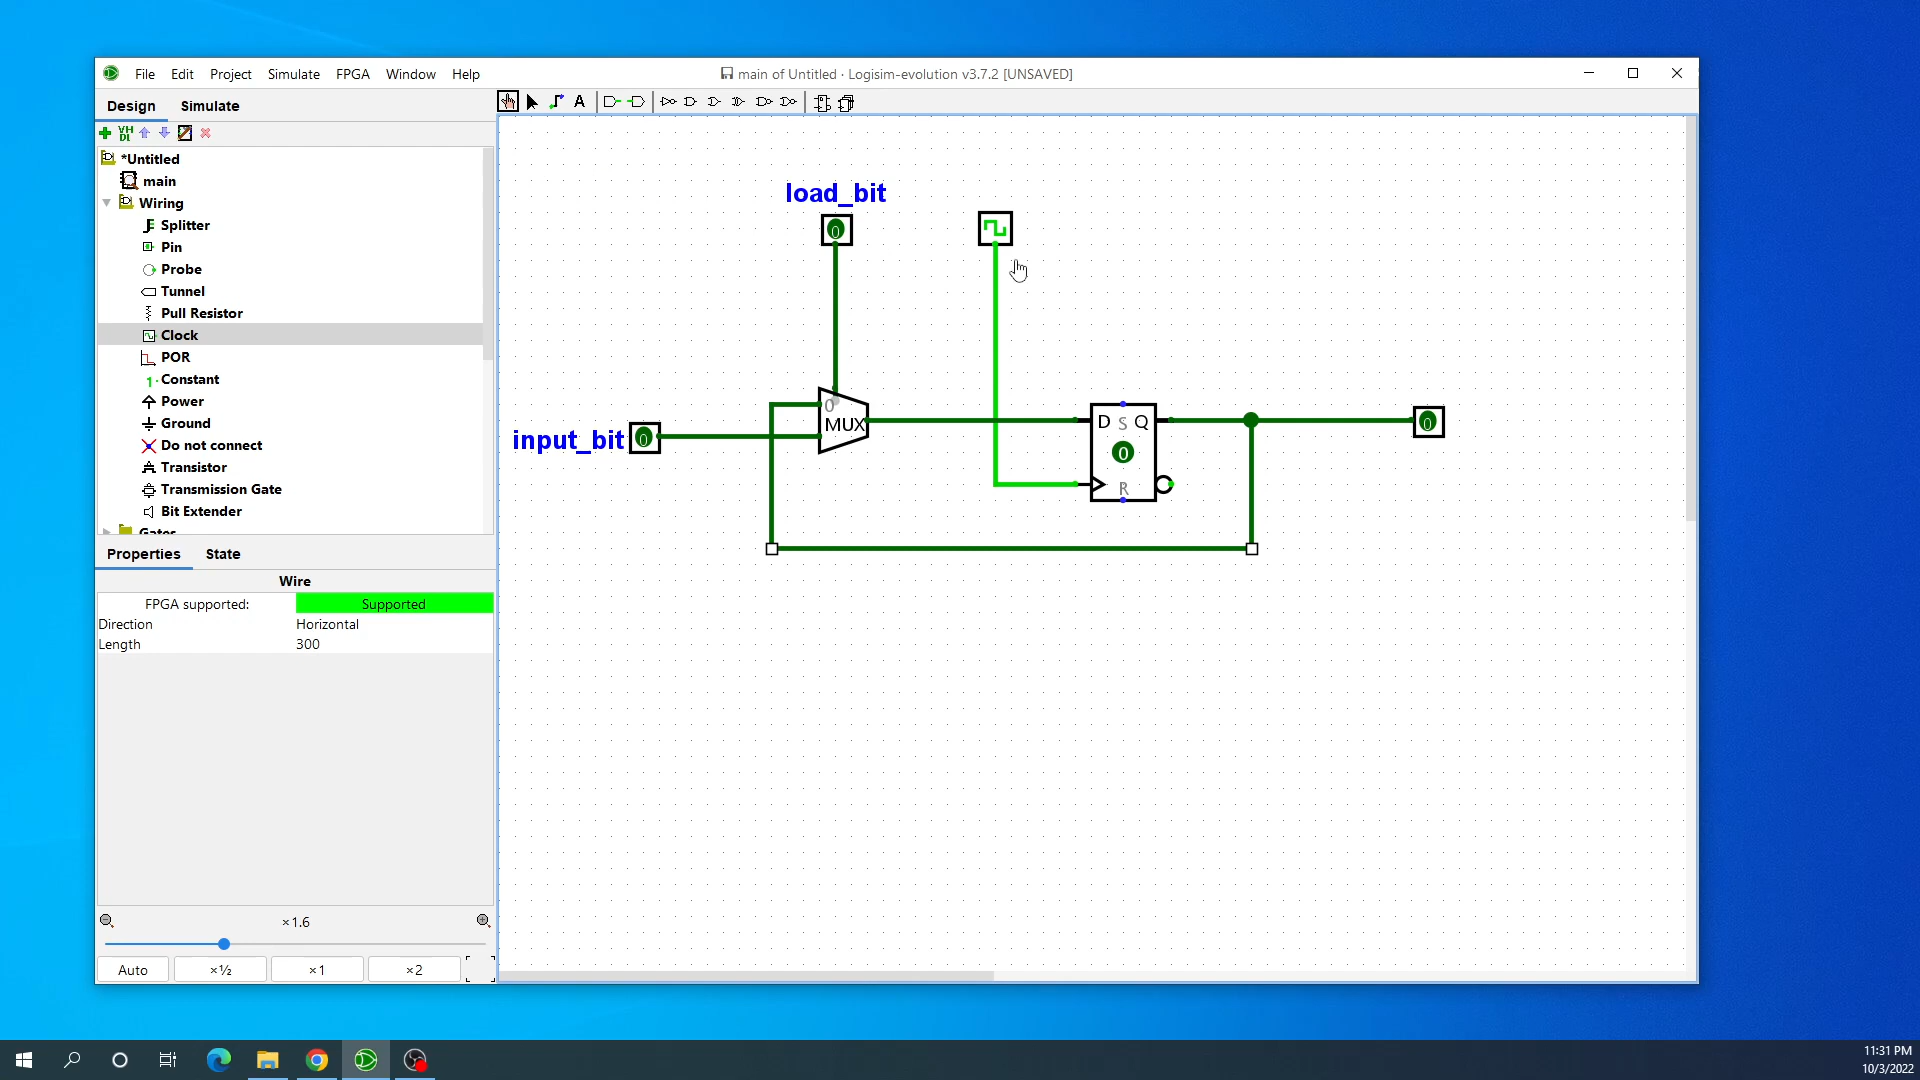 File Edit Project Simulate FPGA Window Help
main of Untitled · Logisim-evolution v3.7.2 [UNSAVED]
Design Simulate
VH
DL
*Untitled
main
Wiring
Splitter
Pin
Probe
Tunnel
Pull Resistor
Clock
POR
Constant
Power
Ground
Do not connect
Transistor
Transmission Gate
Bit Extender
Gates
Properties State
Wire
FPGA supported: Supported
Direction Horizontal
Length 300
×1.6
Auto ×½ ×1 ×2
A
load_bit
0
0
MUX
input_bit 0
D S Q
0
R
0
11:31 PM
10/3/2022